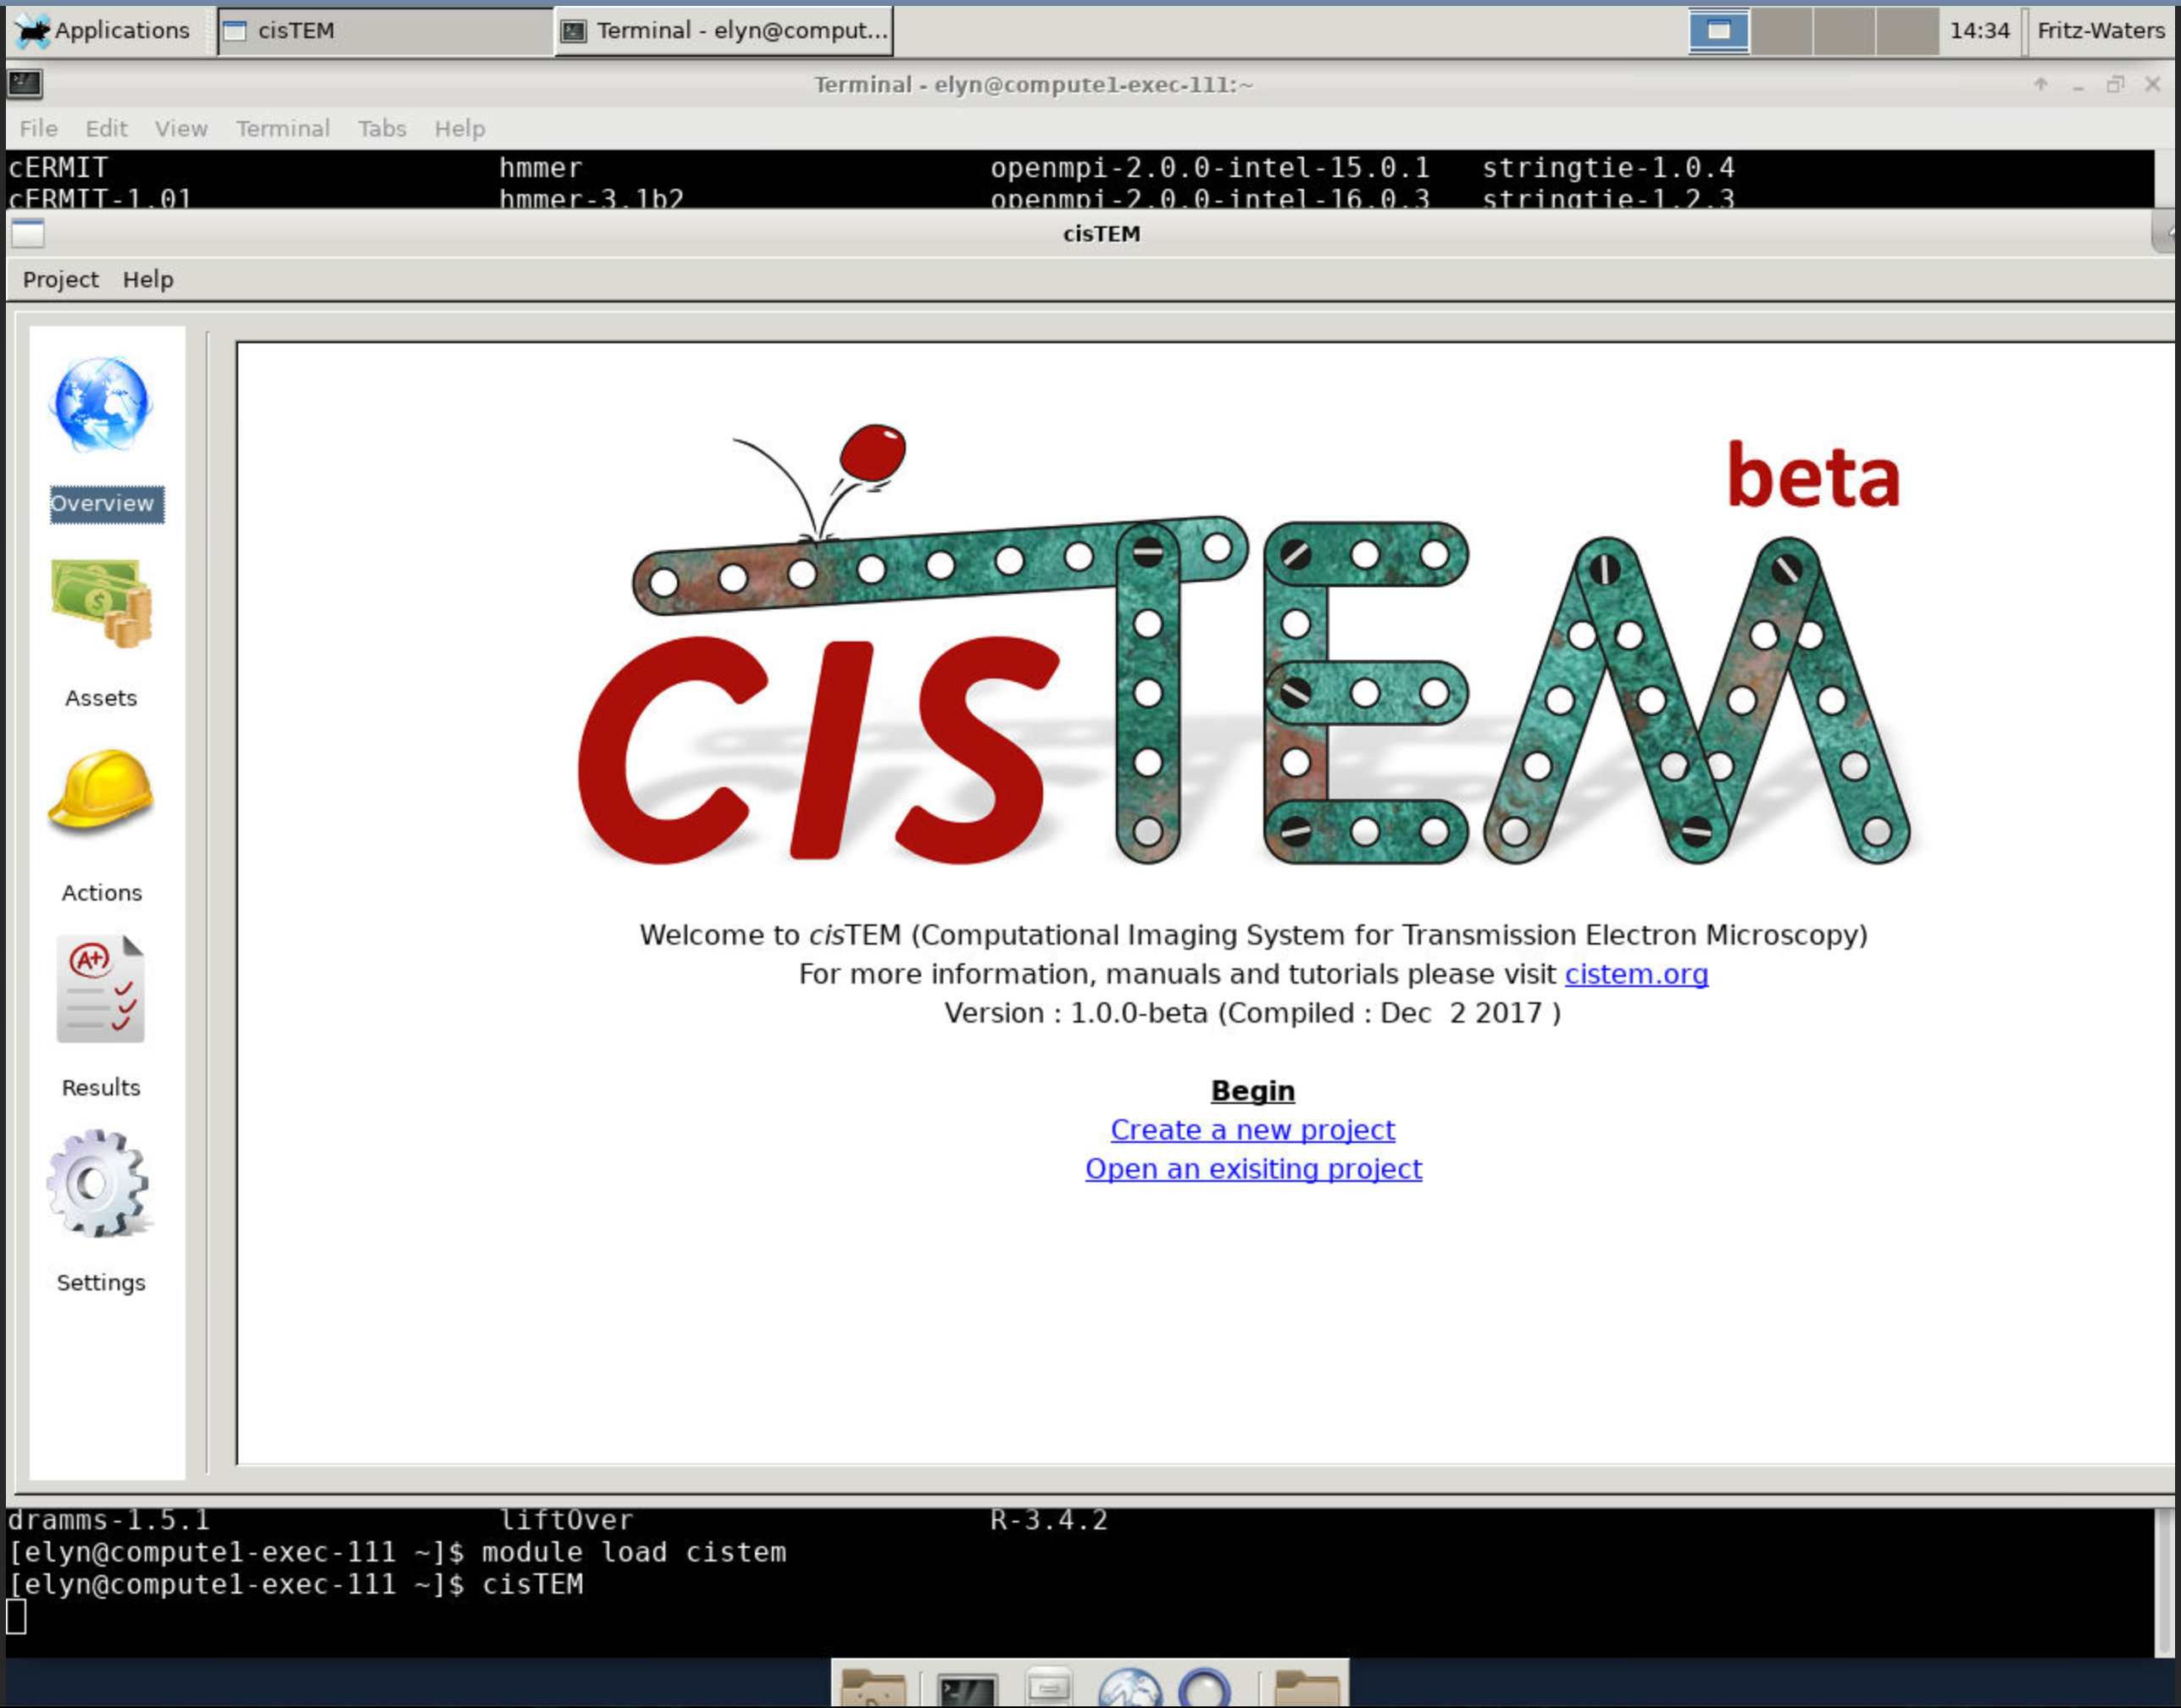 Applications cisTEM Terminal - elyn@comput... 14:34 Fritz-Waters
Terminal - elyn@compute1-exec-111:~
File Edit View Terminal Tabs Help
cERMIT hmmer openmpi-2.0.0-intel-15.0.1 stringtie-1.0.4
cERMIT-1.01 hmmer-3.1b2 openmpi-2.0.0-intel-16.0.3 stringtie-1.2.3
cisTEM
Project Help
Overview
Assets
A+
Actions
Results
Settings
beta
cisTEM
Welcome to cisTEM (Computational Imaging System for Transmission Electron Microscopy)
For more information, manuals and tutorials please visit cistem.org
Version : 1.0.0-beta (Compiled : Dec  2 2017 )
Begin
Create a new project
Open an exisiting project
dramms-1.5.1 liftOver R-3.4.2
[elyn@compute1-exec-111 ~]$ module load cistem
[elyn@compute1-exec-111 ~]$ cisTEM